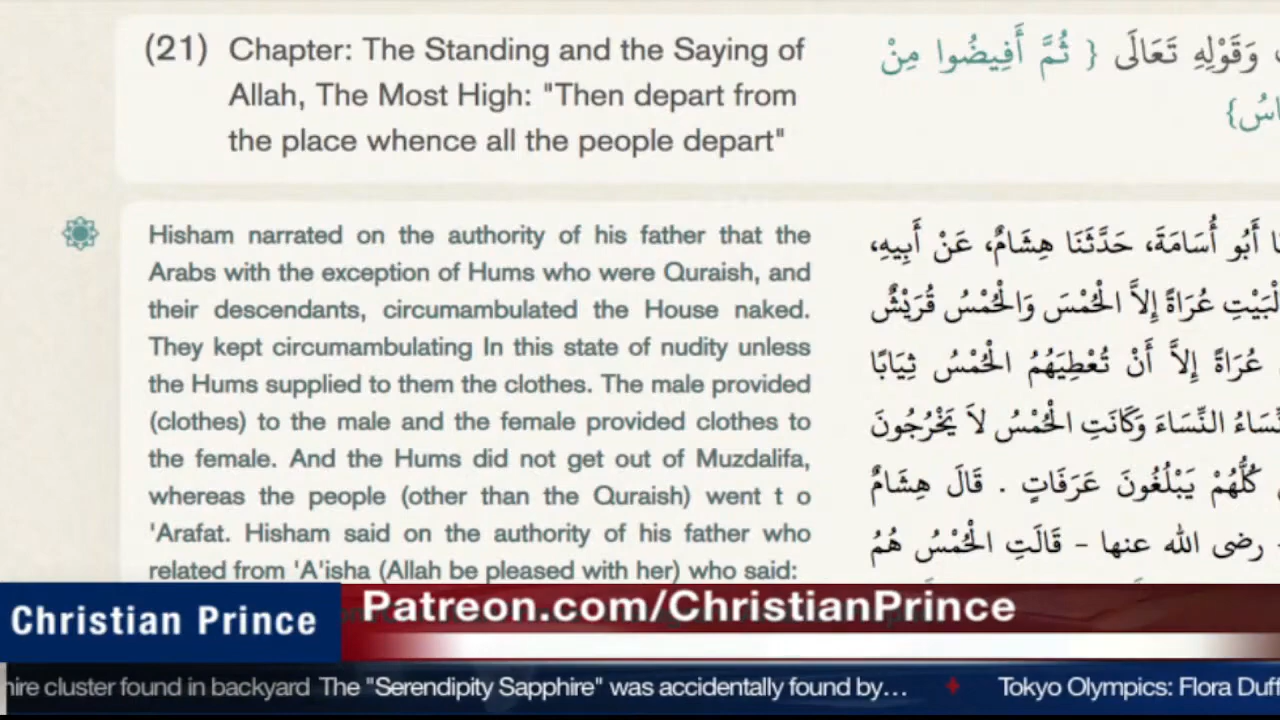 (21) Chapter: The Standing and the Saying of
Allah, The Most High: "Then depart from
the place whence all the people depart"
وَقَوْلِهِ تَعَالَى { ثُمَّ أَفِيضُوا مِنْ
Hisham narrated on the authority of his father that the
Arabs with the exception of Hums who were Quraish, and
their descendants, circumambulated the House naked.
They kept circumambulating In this state of nudity unless
the Hums supplied to them the clothes. The male provided
(clothes) to the male and the female provided clothes to
the female. And the Hums did not get out of Muzdalifa,
whereas the people (other than the Quraish) went t o
'Arafat. Hisham said on the authority of his father who
related from 'A'isha (Allah be pleased with her) who said:
أَبُو أُسَامَةَ، حَدَّثَنَا هِشَامٌ، عَنْ أَبِيهِ،
عُرَاةً إِلاَّ الْحُمْسَ وَالْحُمْسُ قُرَيْشٌ
عُرَاةً إِلاَّ أَنْ تُعْطِيَهُمُ الْحُمْسُ ثِيَابًا
النِّسَاءَ وَكَانَتِ الْحُمْسُ لاَ يَخْرُجُونَ
كُلُّهُمْ يَبْلُغُونَ عَرَفَاتٍ . قَالَ هِشَامٌ
رضى الله عنها - قَالَتِ الْحُمْسُ هُمُ
Christian Prince
Patreon.com/ChristianPrince
cluster found in backyard The "Serendipity Sapphire" was accidentally found by… Tokyo Olympics: Flora